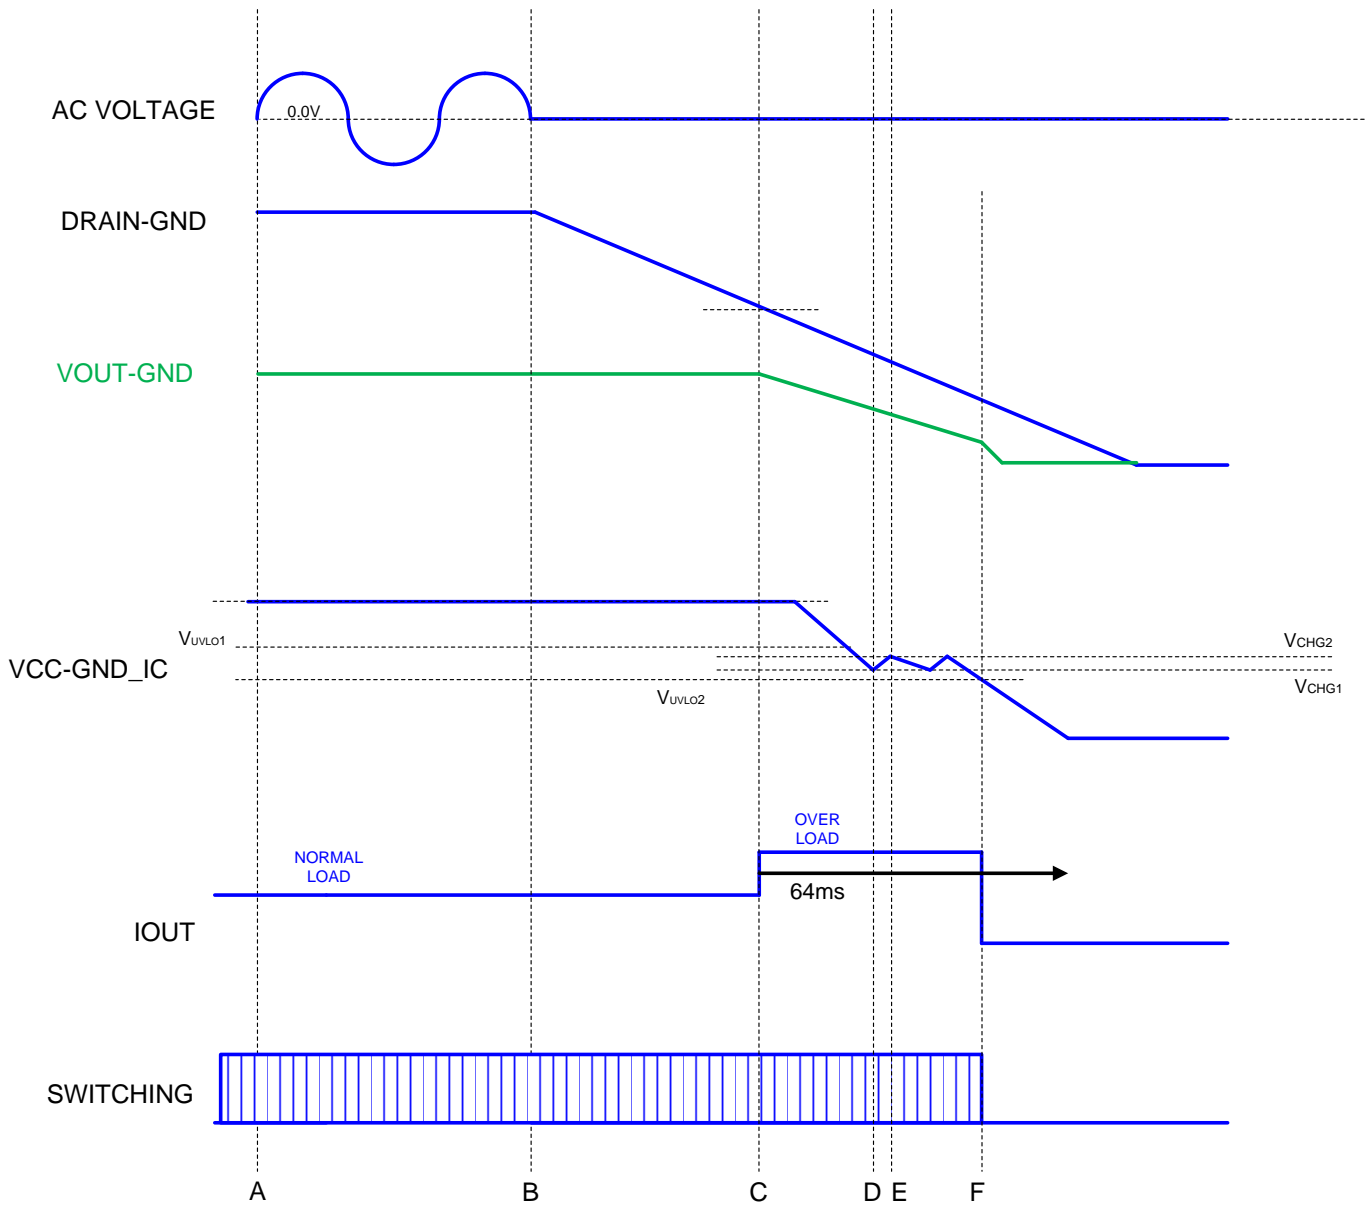 AC VOLTAGE
0.0V
DRAIN-GND
VOUT-GND
VUVLO1
VCHG2
VCC-GND_IC
VCHG1
VUVLO2
OVER
LOAD
NORMAL
LOAD
64ms
IOUT
SWITCHING
A B C D E F